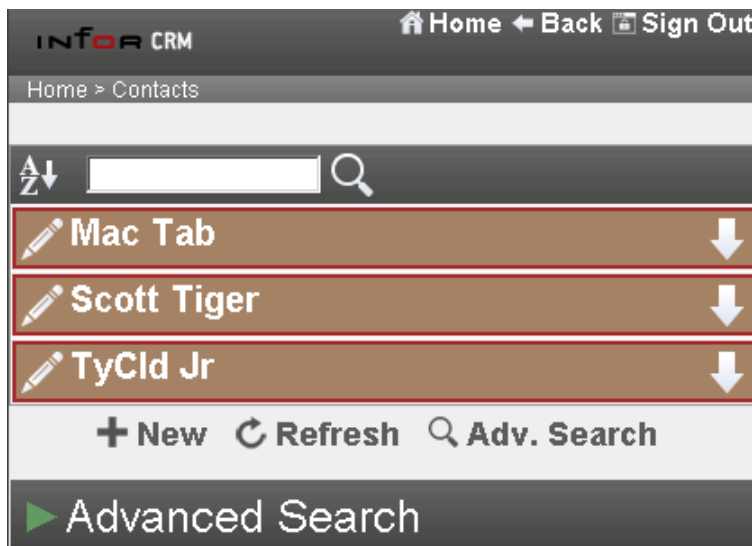 Infor CRM
Home Back Sign Out
Home > Contacts
AZ
Mac Tab
Scott Tiger
TyCld Jr
New Refresh Adv. Search
Advanced Search